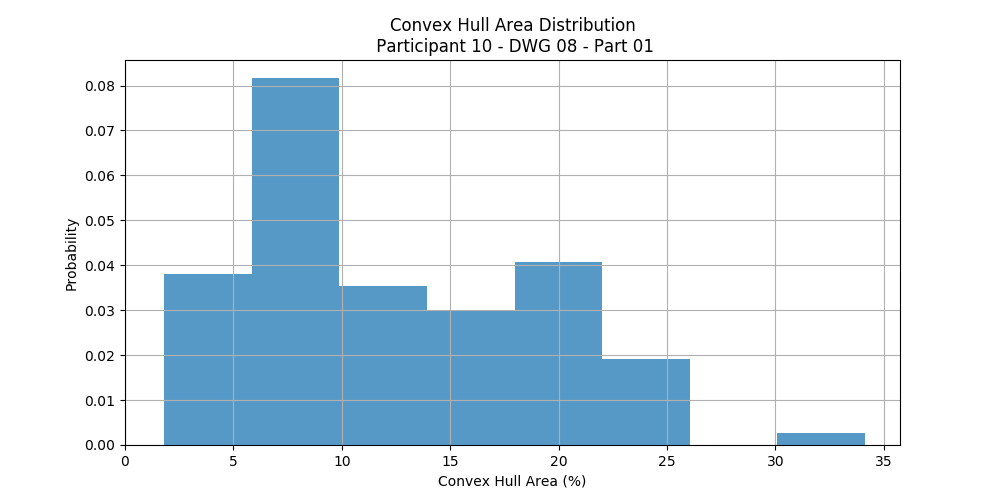 Convex Hull Area Distribution
Participant 10 - DWG 08 - Part 01
0.08
0.07
0.06
0.05
0.04
0.03
0.02
0.01
0.00
Probability
0 5 10 15 20 25 30 35
Convex Hull Area (%)